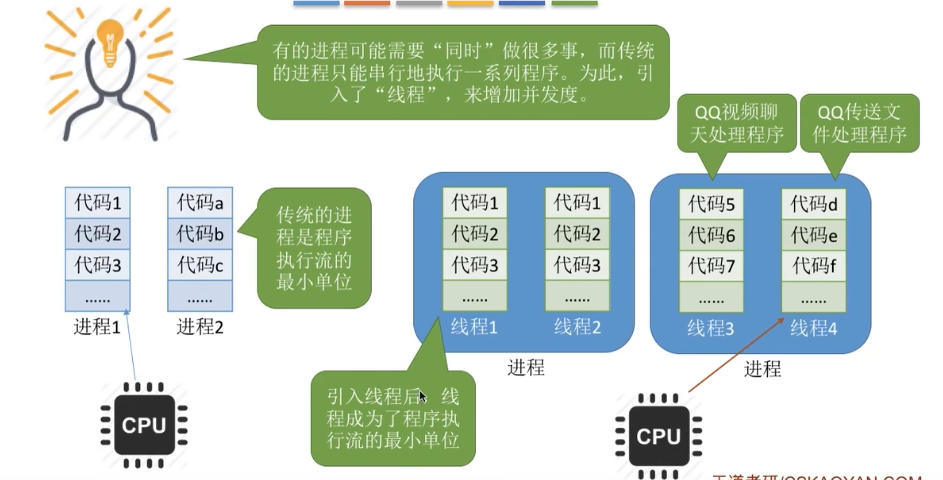 有的进程可能需要“同时”做很多事，而传统
的进程只能串行地执行一系列程序。为此，引
入了“线程”，来增加并发度。
QQ视频聊
天处理程序
QQ传送文
件处理程序
代码1
代码2
代码3
……
进程1
代码a
代码b
代码c
……
进程2
传统的进
程是程序
执行流的
最小单位
代码1
代码2
代码3
……
线程1
代码1
代码2
代码3
……
线程2
进程
代码5
代码6
代码7
……
线程3
代码d
代码e
代码f
……
线程4
进程
CPU
引入线程后，线
程成为了程序执
行流的最小单位
CPU
王道考研/CSKAOYAN.COM